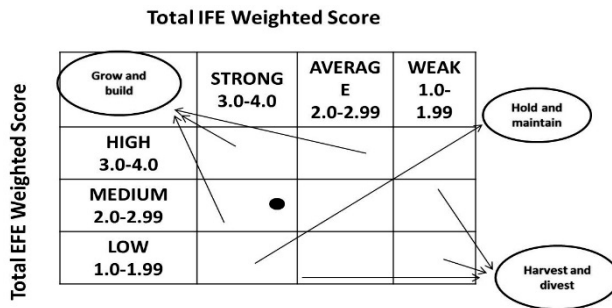 Total IFE Weighted Score
Total EFE Weighted Score
Grow and
build
STRONG
3.0-4.0
AVERAG
E
2.0-2.99
WEAK
1.0-
1.99
Hold and
maintain
HIGH
3.0-4.0
MEDIUM
2.0-2.99
LOW
1.0-1.99
Harvest and
divest